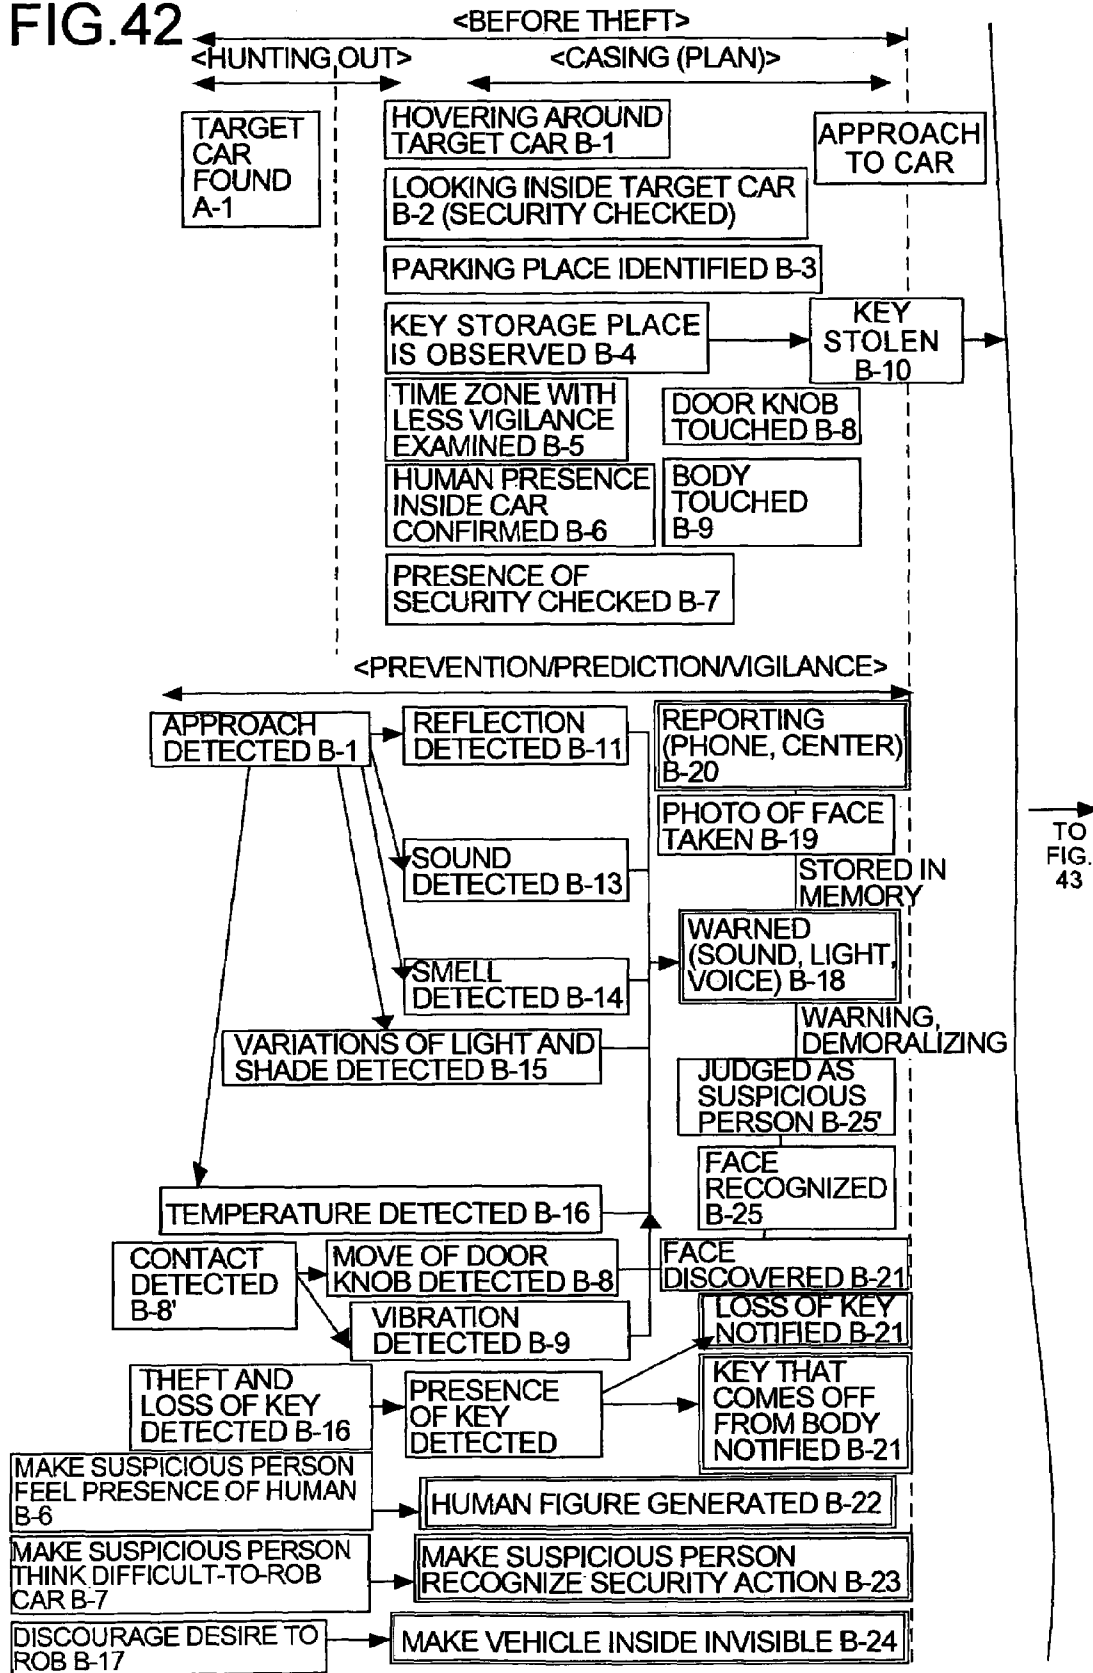 FIG.42
<BEFORE THEFT>
<HUNTING OUT>
<CASING (PLAN)>
TARGET
CAR
FOUND
A-1
HOVERING AROUND
TARGET CAR B-1
APPROACH
TO CAR
LOOKING INSIDE TARGET CAR
B-2 (SECURITY CHECKED)
PARKING PLACE IDENTIFIED B-3
KEY STORAGE PLACE
IS OBSERVED B-4
KEY
STOLEN
B-10
TIME ZONE WITH
LESS VIGILANCE
EXAMINED B-5
DOOR KNOB
TOUCHED B-8
HUMAN PRESENCE
INSIDE CAR
CONFIRMED B-6
BODY
TOUCHED
B-9
PRESENCE OF
SECURITY CHECKED B-7
<PREVENTION/PREDICTION/VIGILANCE>
APPROACH
DETECTED B-1
REFLECTION
DETECTED B-11
REPORTING
(PHONE, CENTER)
B-20
PHOTO OF FACE
TAKEN B-19
TO
FIG.
43
SOUND
DETECTED B-13
STORED IN
MEMORY
WARNED
(SOUND, LIGHT,
VOICE) B-18
SMELL
DETECTED B-14
WARNING,
DEMORALIZING
VARIATIONS OF LIGHT AND
SHADE DETECTED B-15
JUDGED AS
SUSPICIOUS
PERSON B-25'
FACE
RECOGNIZED
B-25
TEMPERATURE DETECTED B-16
CONTACT
DETECTED
B-8'
MOVE OF DOOR
KNOB DETECTED B-8
FACE
DISCOVERED B-21
VIBRATION
DETECTED B-9
LOSS OF KEY
NOTIFIED B-21
THEFT AND
LOSS OF KEY
DETECTED B-16
PRESENCE
OF KEY
DETECTED
KEY THAT
COMES OFF
FROM BODY
NOTIFIED B-21
MAKE SUSPICIOUS PERSON
FEEL PRESENCE OF HUMAN
B-6
HUMAN FIGURE GENERATED B-22
MAKE SUSPICIOUS PERSON
THINK DIFFICULT-TO-ROB
CAR B-7
MAKE SUSPICIOUS PERSON
RECOGNIZE SECURITY ACTION B-23
DISCOURAGE DESIRE TO
ROB B-17
MAKE VEHICLE INSIDE INVISIBLE B-24